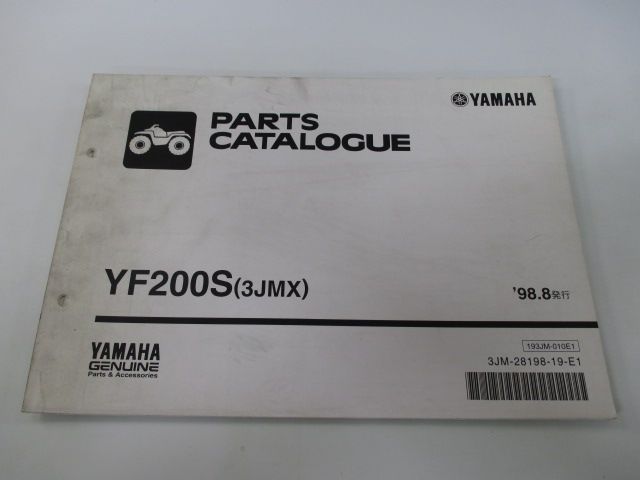 YAMAHA
PARTS
CATALOGUE
YF200S(3JMX)
'98.8発行
193JM-010E1
3JM-28198-19-E1
YAMAHA
GENUINE
Parts & Accessories